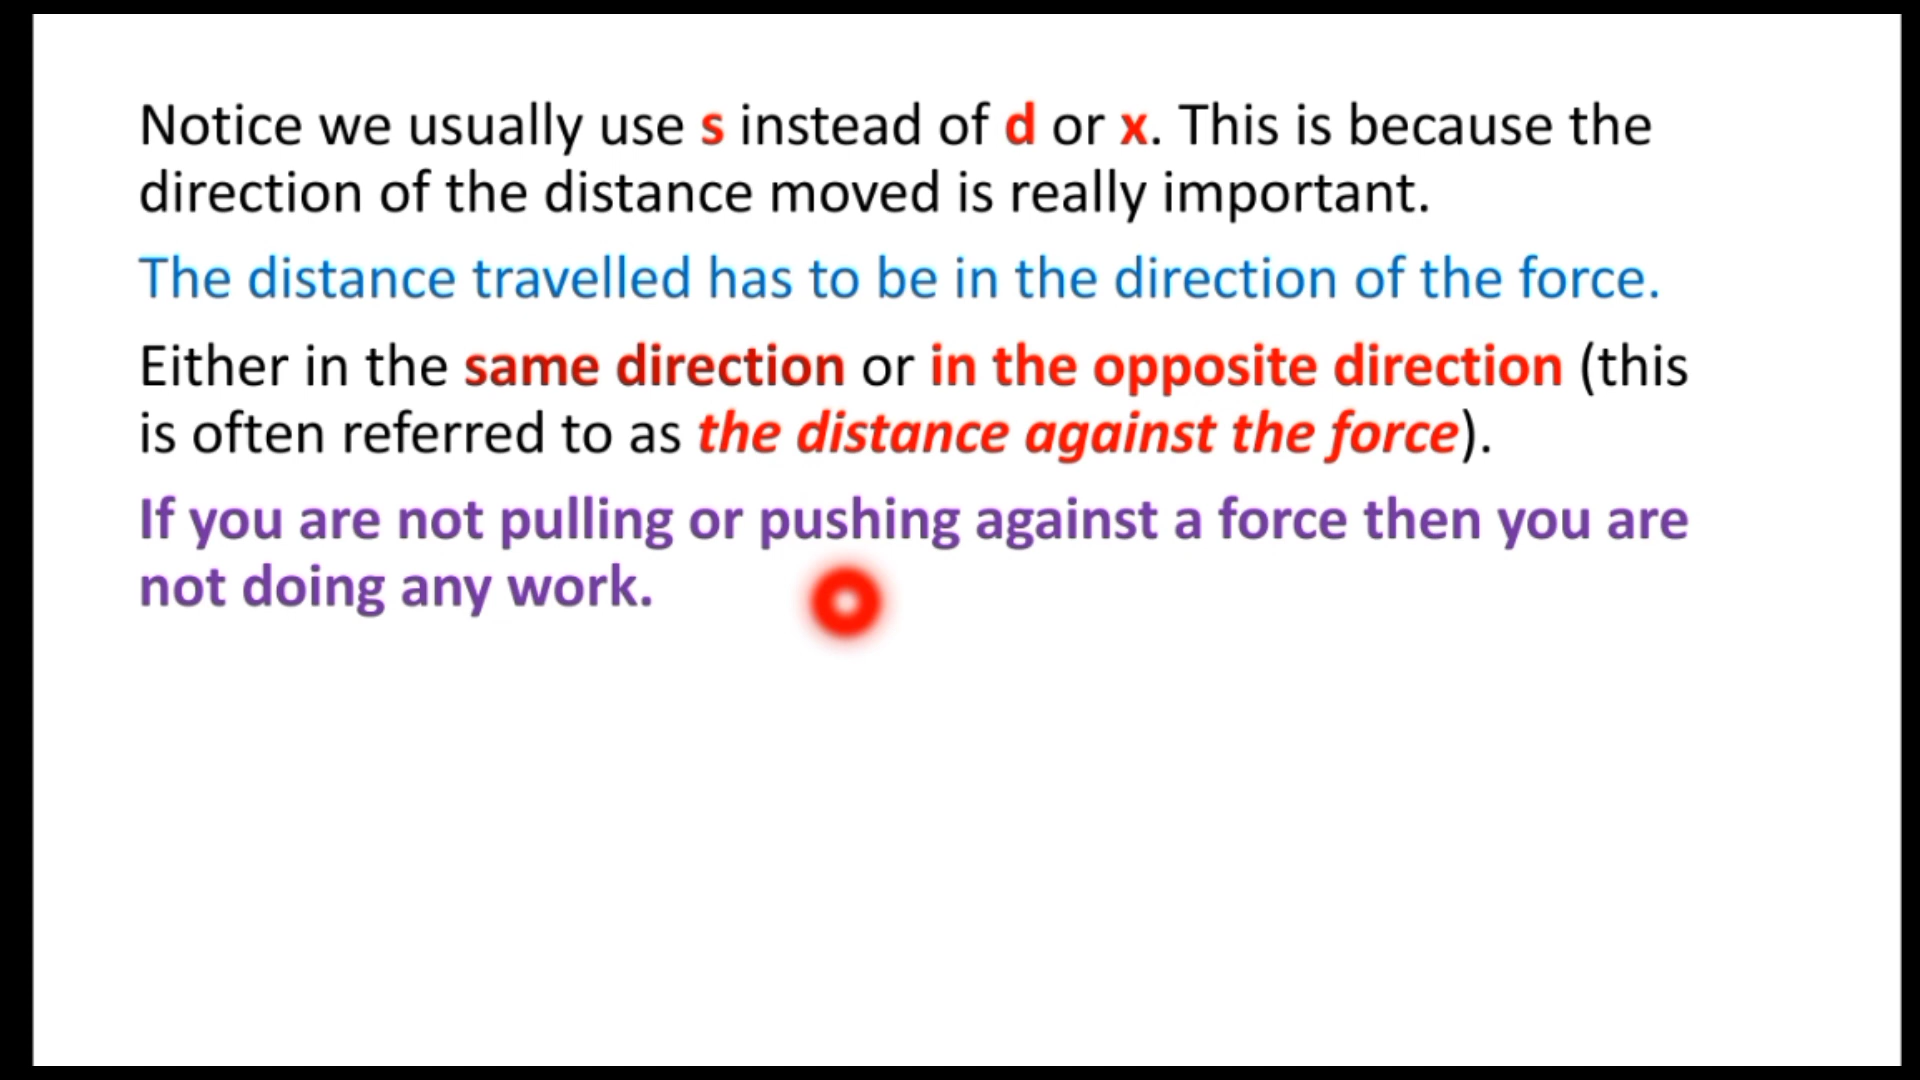 Notice we usually use s instead of d or x. This is because the
direction of the distance moved is really important.
The distance travelled has to be in the direction of the force.
Either in the same direction or in the opposite direction (this
is often referred to as the distance against the force).
If you are not pulling or pushing against a force then you are
not doing any work.